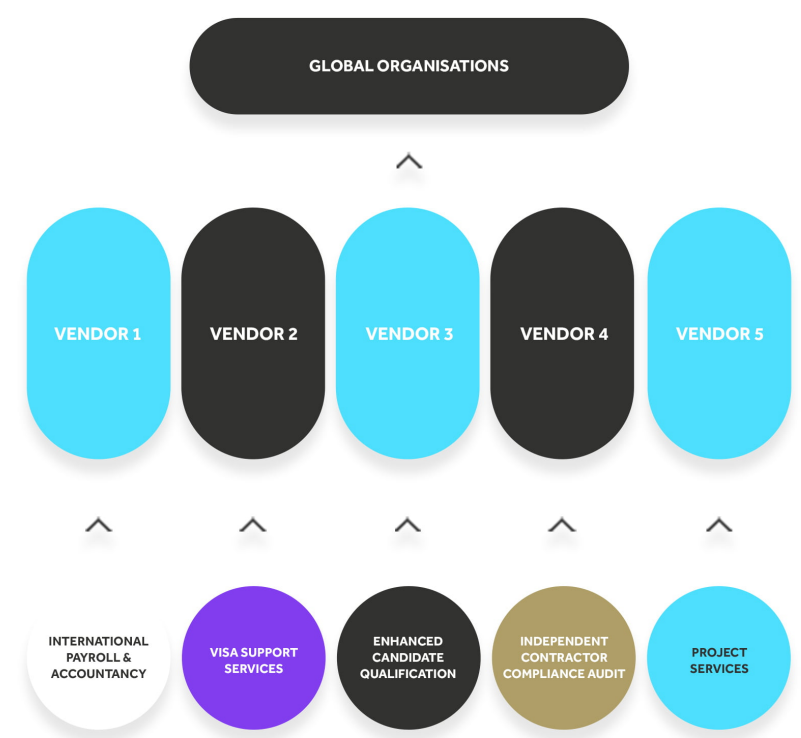 GLOBAL ORGANISATIONS
VENDOR 1
VENDOR 2
VENDOR 3
VENDOR 4
VENDOR 5
INTERNATIONAL
PAYROLL &
ACCOUNTANCY
VISA SUPPORT
SERVICES
ENHANCED
CANDIDATE
QUALIFICATION
INDEPENDENT
CONTRACTOR
COMPLIANCE AUDIT
PROJECT
SERVICES